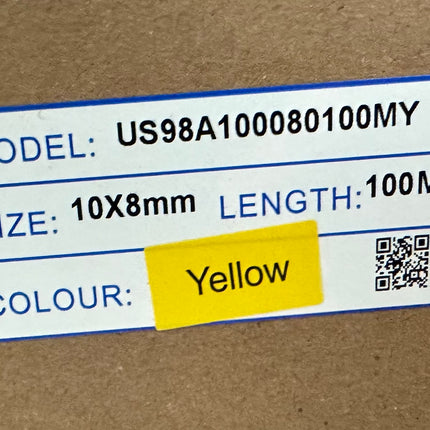 ODEL: US98A100080100MY
IZE: 10X8mm LENGTH: 100M
COLOUR: Yellow